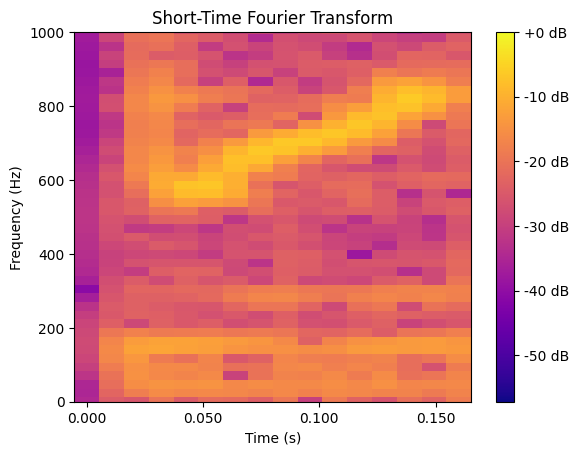 Short-Time Fourier Transform
Frequency (Hz)
1000
800
600
400
200
0
0.000
0.050
0.100
0.150
Time (s)
+0 dB
-10 dB
-20 dB
-30 dB
-40 dB
-50 dB